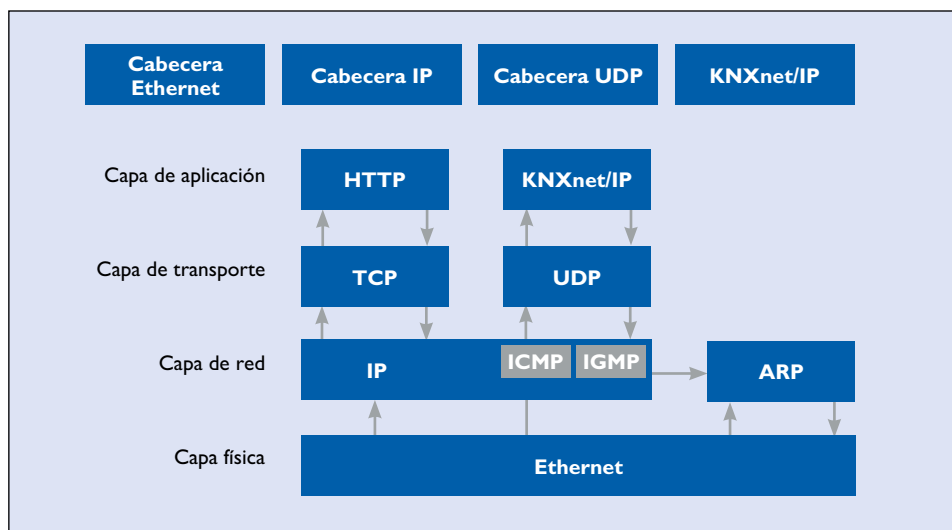 Cabecera
Ethernet
Cabecera IP
Cabecera UDP
KNXnet/IP
Capa de aplicación
HTTP
KNXnet/IP
Capa de transporte
TCP
UDP
Capa de red
IP
ICMP
IGMP
ARP
Capa física
Ethernet